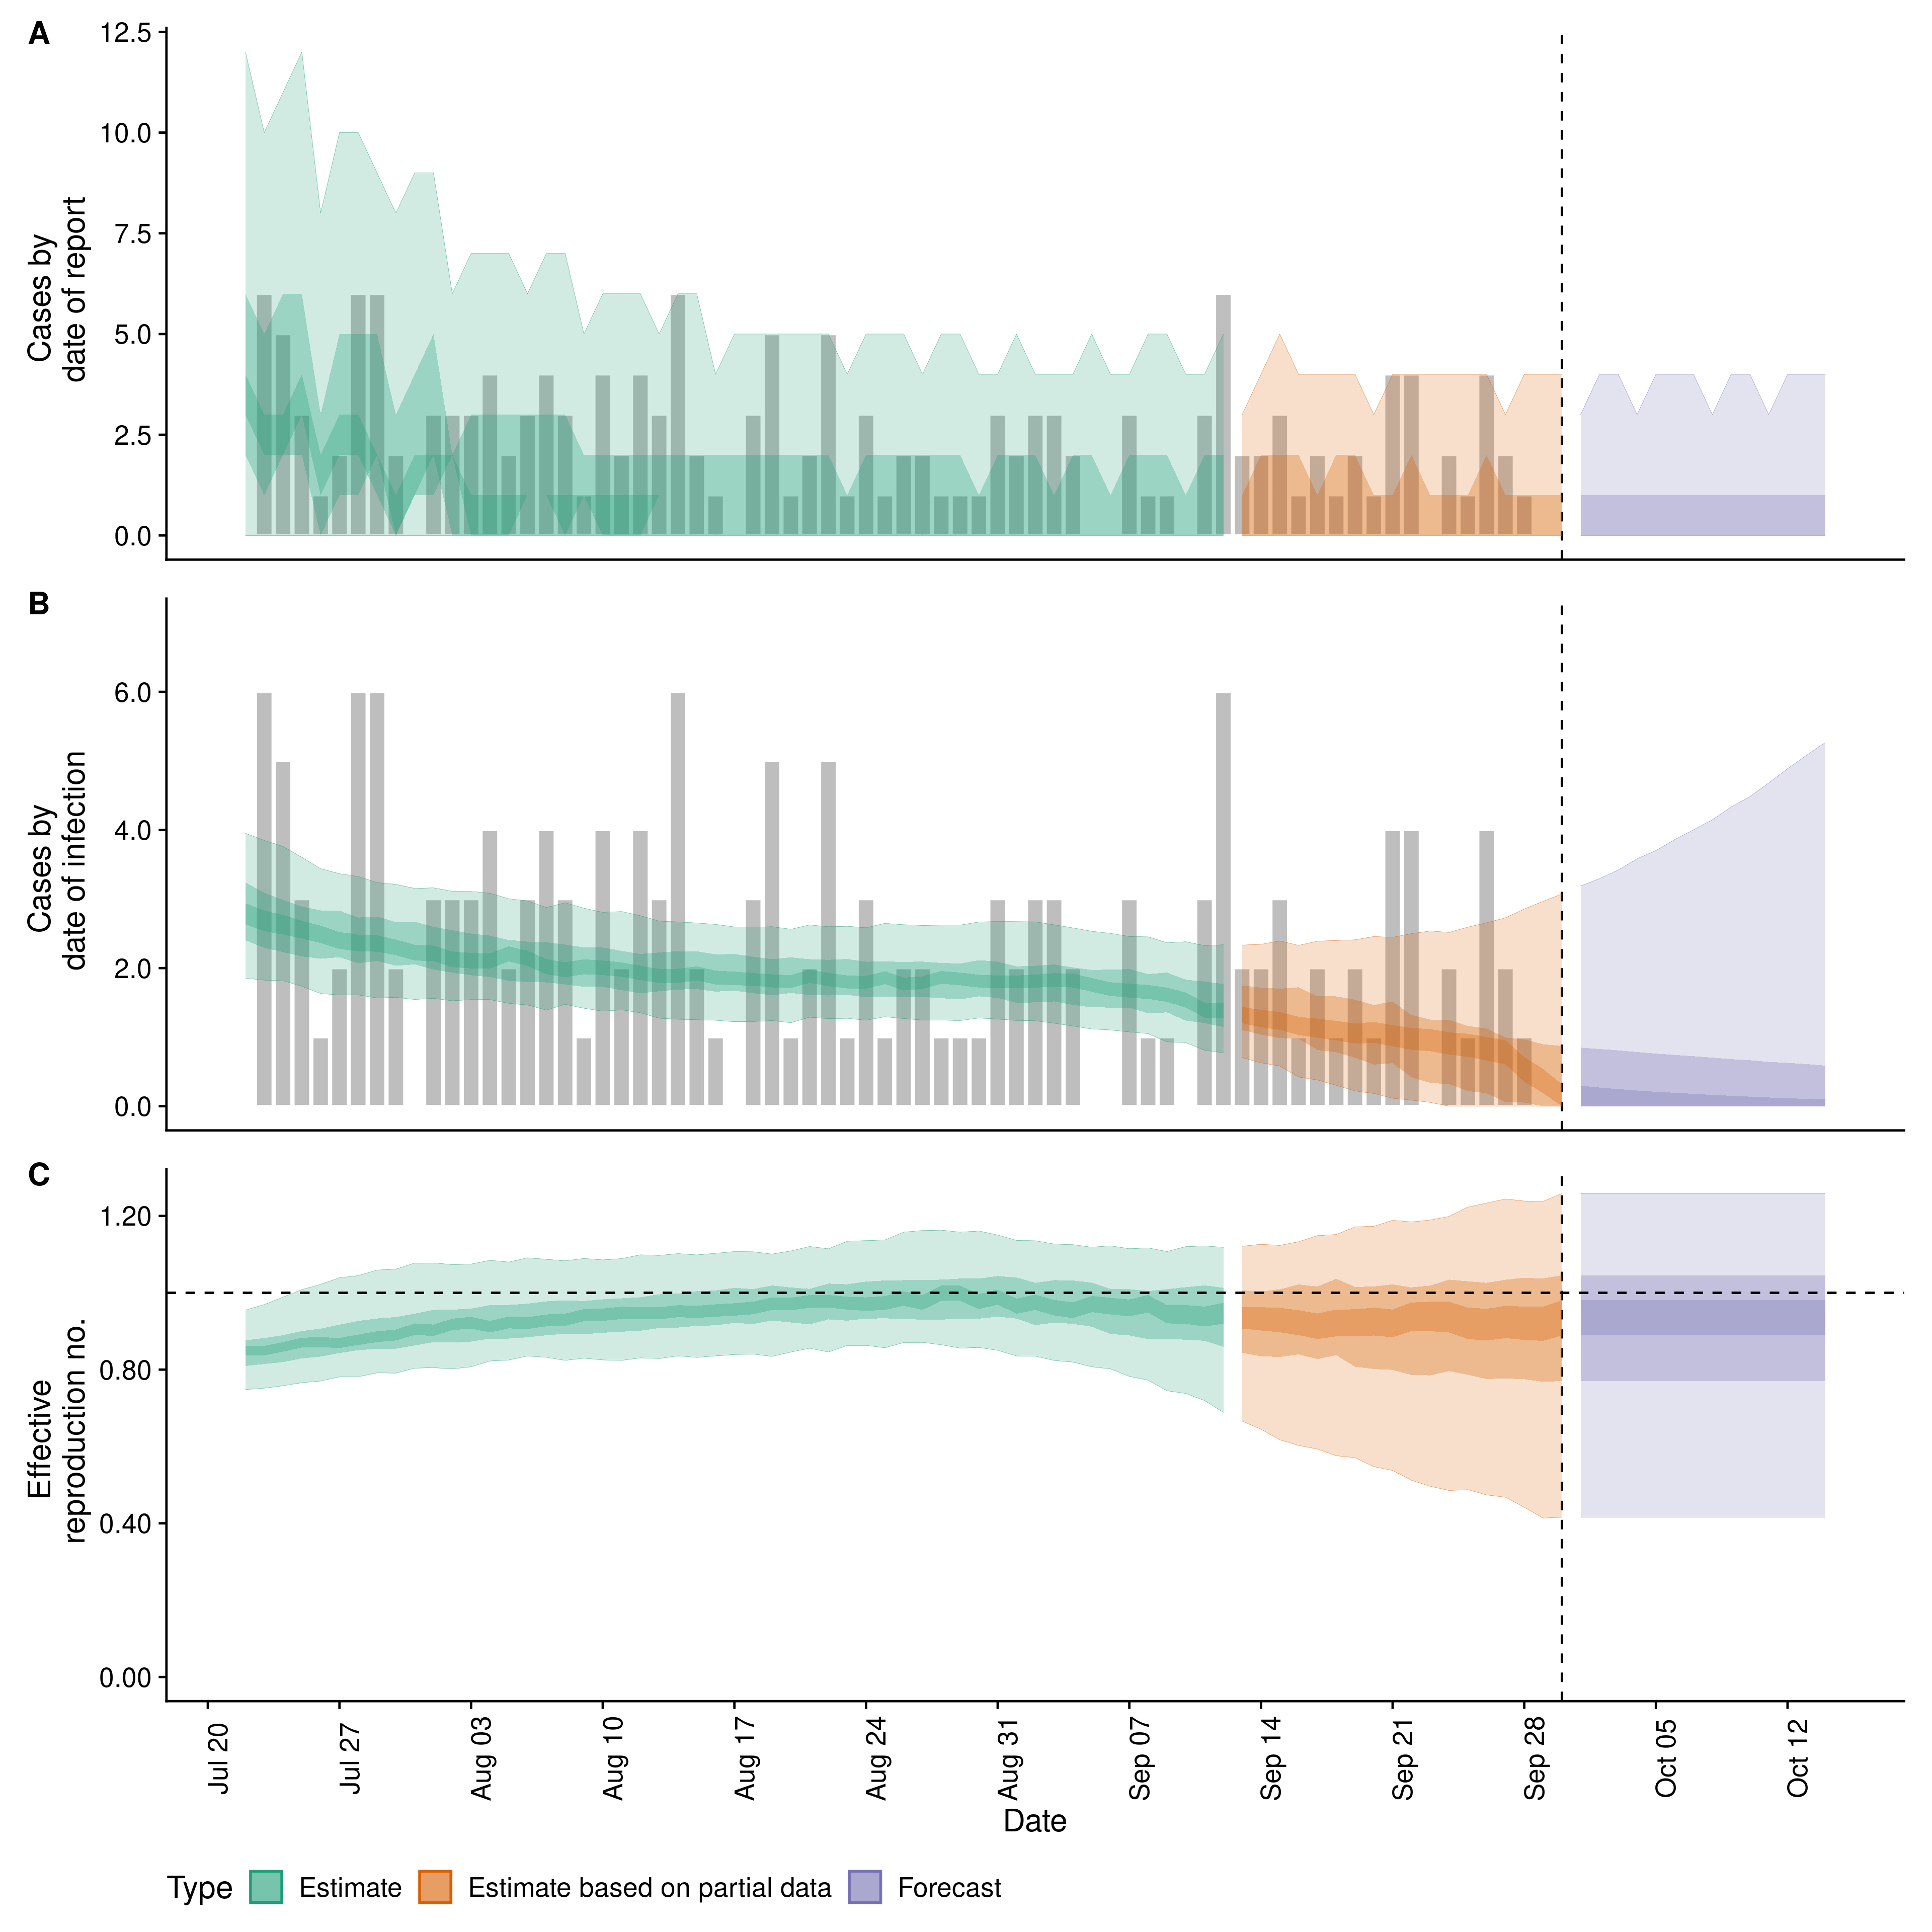 A
Cases by
date of report
12.5
10.0
7.5
5.0
2.5
0.0
B
Cases by
date of infection
6.0
4.0
2.0
0.0
C
Effective
reproduction no.
1.20
0.80
0.40
0.00
Jul 20
Jul 27
Aug 03
Aug 10
Aug 17
Aug 24
Aug 31
Sep 07
Sep 14
Sep 21
Sep 28
Oct 05
Oct 12
Date
Type
Estimate
Estimate based on partial data
Forecast